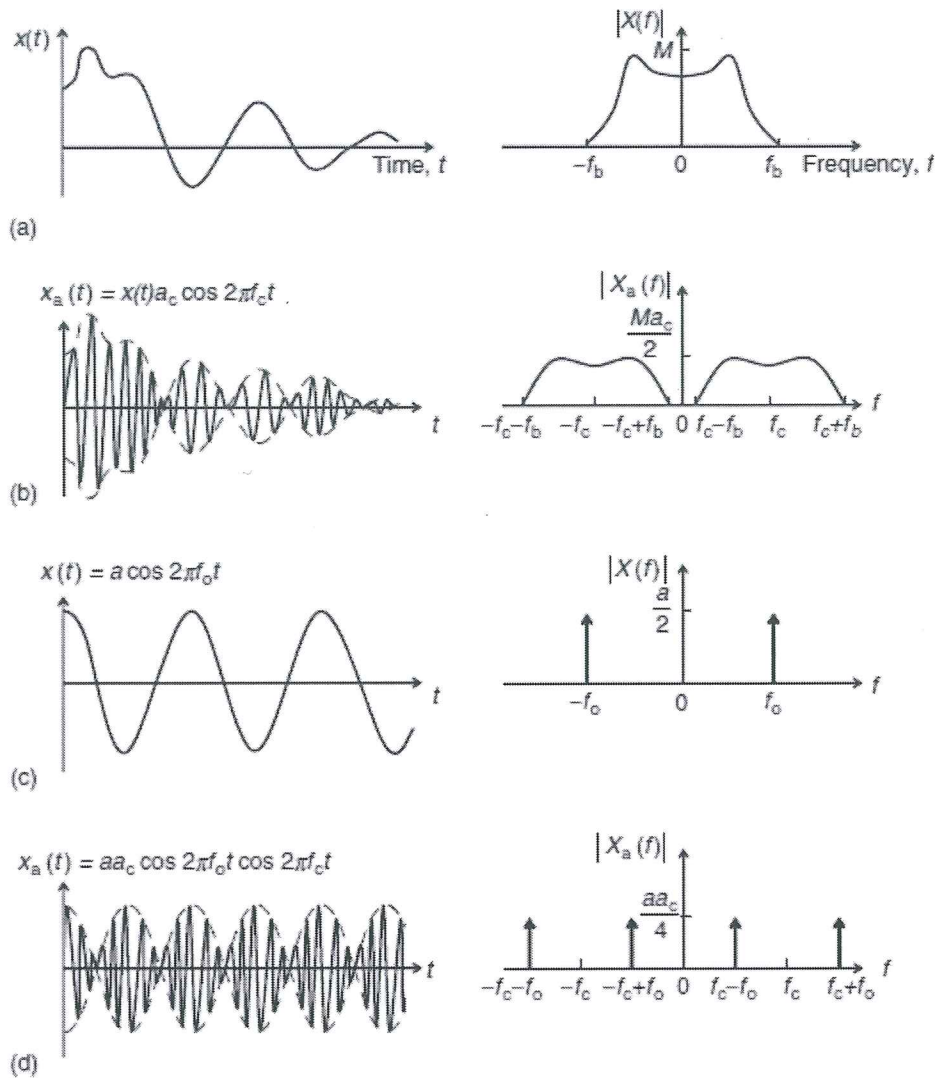 x(t)
|X(f)|
M
Time, t
−f_b 0 f_b Frequency, f
(a)
x_a(t) = x(t)a_c cos 2πf_c t
|X_a(f)|
Ma_c
2
t
−f_c−f_b −f_c −f_c+f_b 0 f_c−f_b f_c f_c+f_b f
(b)
x(t) = a cos 2πf_o t
|X(f)|
a
2
t
−f_o 0 f_o f
(c)
x_a(t) = aa_c cos 2πf_o t cos 2πf_c t
|X_a(f)|
aa_c
4
t
−f_c−f_o −f_c −f_c+f_o 0 f_c−f_o f_c f_c+f_o f
(d)